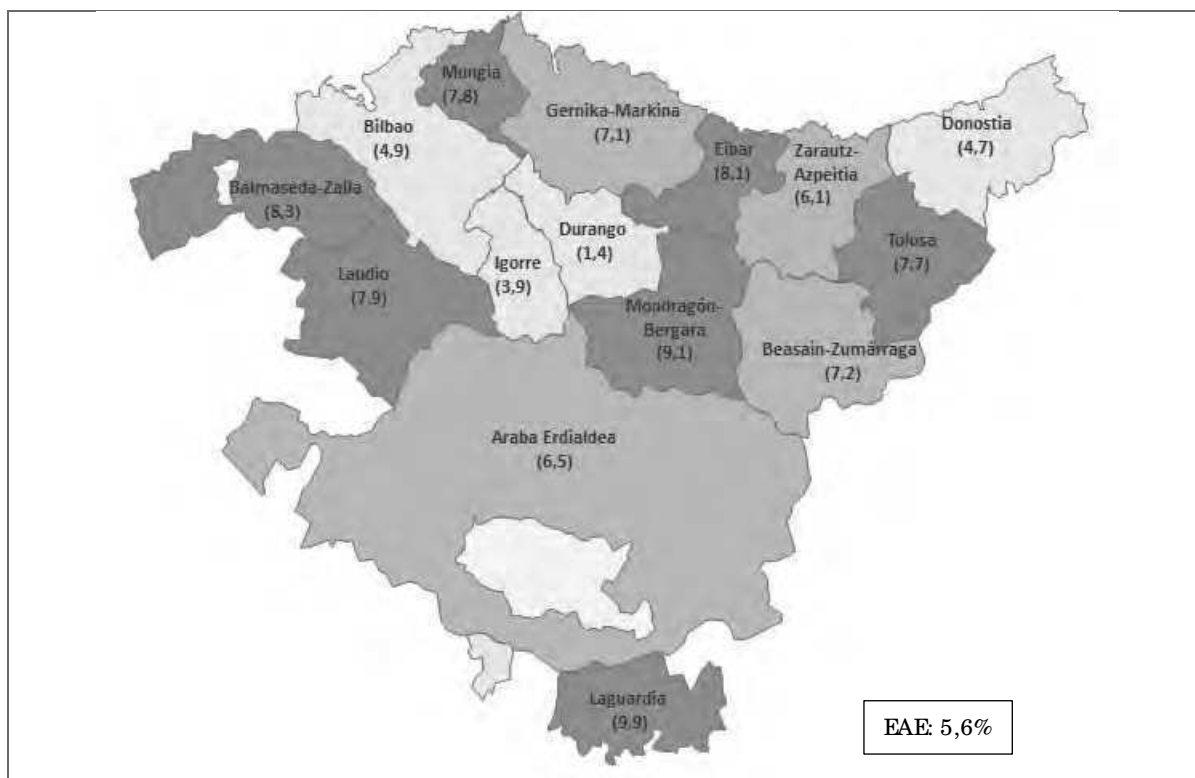 Mungia
(7,8)
Gernika-Markina
(7,1)
Bilbao
(4,9)
Donostia
(4,7)
Eibar
(8,1)
Zarautz-
Azpeitia
(6,1)
Balmaseda-Zalla
(8,3)
Durango
(1,4)
Igorre
(3,9)
Tolosa
(7,7)
Laudio
(7,9)
Mondragón-
Bergara
(9,1)
Beasain-Zumárraga
(7,2)
Araba Erdialdea
(6,5)
Laguardia
(9,9)
EAE: 5,6%